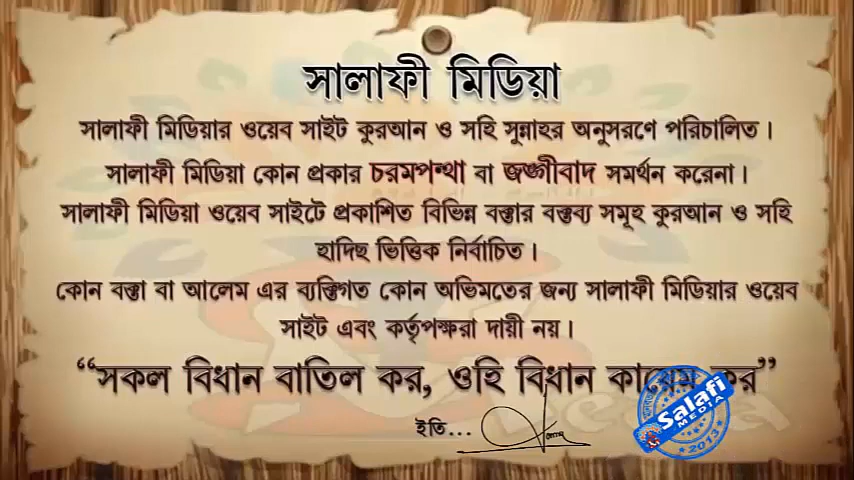 সালাফী মিডিয়া
সালাফী মিডিয়ার ওয়েব সাইট কুরআন ও সহি সুন্নাহর অনুসরণে পরিচালিত।
সালাফী মিডিয়া কোন প্রকার চরমপন্থা বা জঙ্গীবাদ সমর্থন করেনা।
সালাফী মিডিয়া ওয়েব সাইটে প্রকাশিত বিভিন্ন বক্তার বক্তব্য সমূহ কুরআন ও সহি
হাদিছ ভিত্তিক নির্বাচিত।
কোন বক্তা বা আলেম এর ব্যক্তিগত কোন অভিমতের জন্য সালাফী মিডিয়ার ওয়েব
সাইট এবং কর্তৃপক্ষরা দায়ী নয়।
“সকল বিধান বাতিল কর, ওহি বিধান কায়েম কর”
ইতি...
Salafi
MEDIA
2013